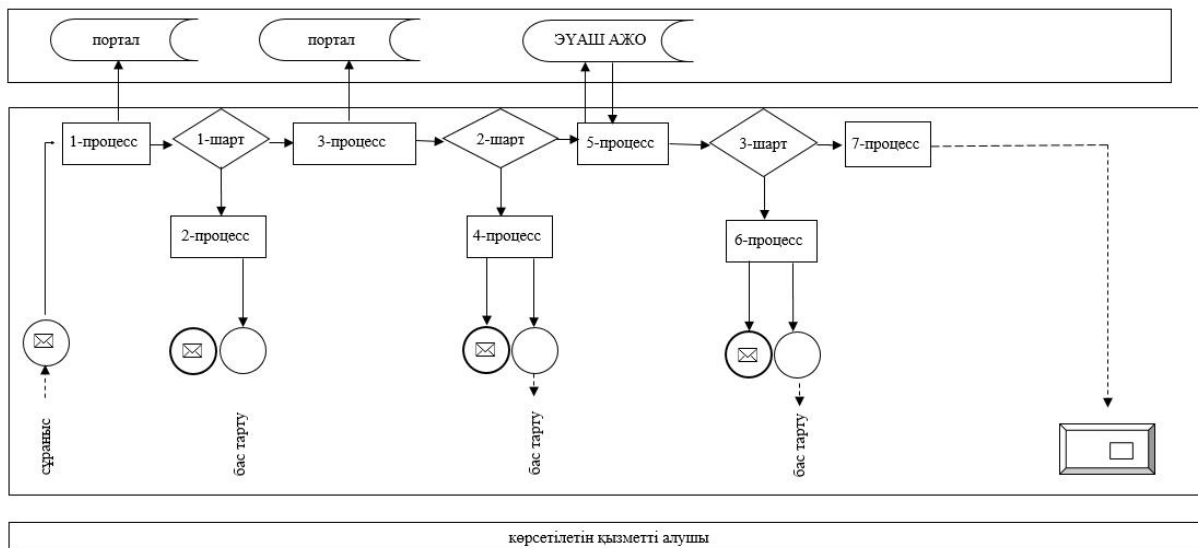 портал
портал
ЭҮАШ АЖО
1-процесс
1-шарт
3-процесс
2-шарт
5-процесс
3-шарт
7-процесс
2-процесс
4-процесс
6-процесс
сұраныс
бас тарту
бас тарту
бас тарту
көрсетілетін қызметті алушы